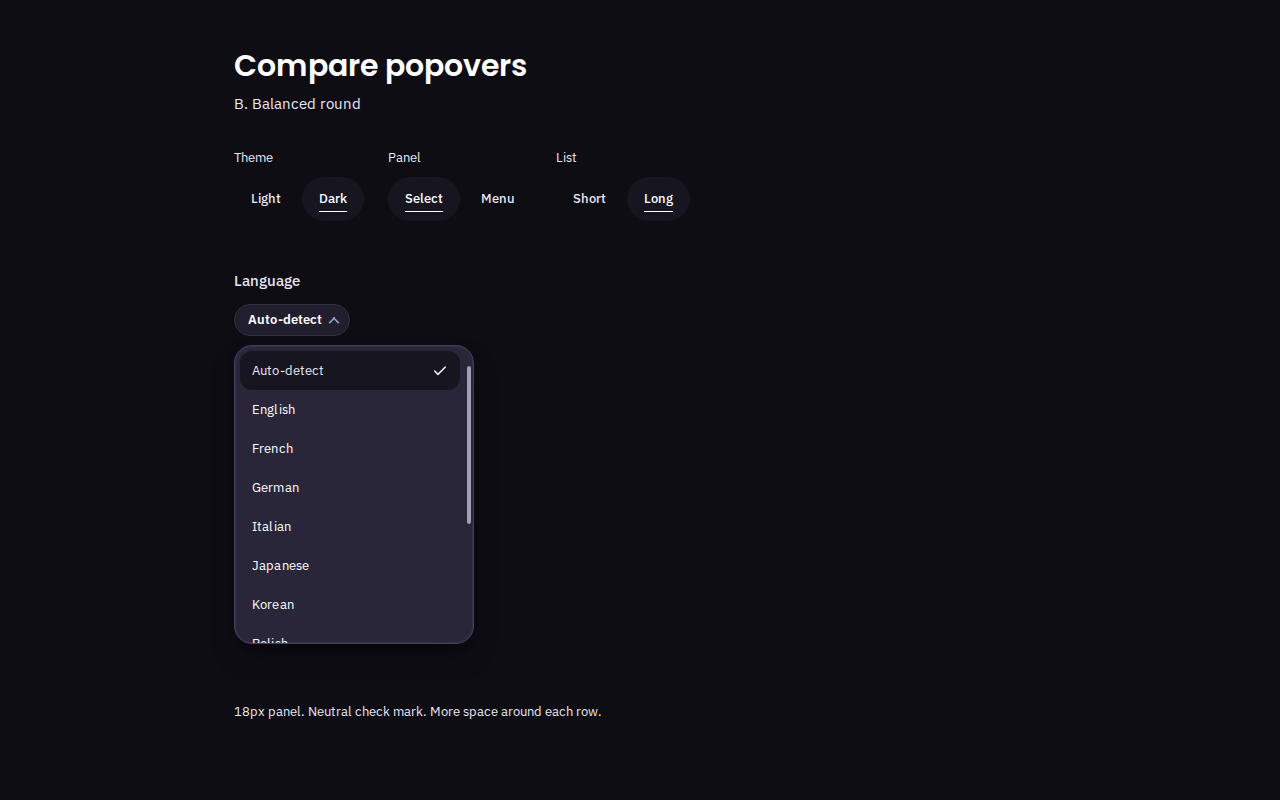 Compare popovers
B. Balanced round
Theme
Panel
List
Light
Dark
Select
Menu
Short
Long
Language
Auto-detect
Auto-detect
English
French
German
Italian
Japanese
Korean
Polish
18px panel. Neutral check mark. More space around each row.